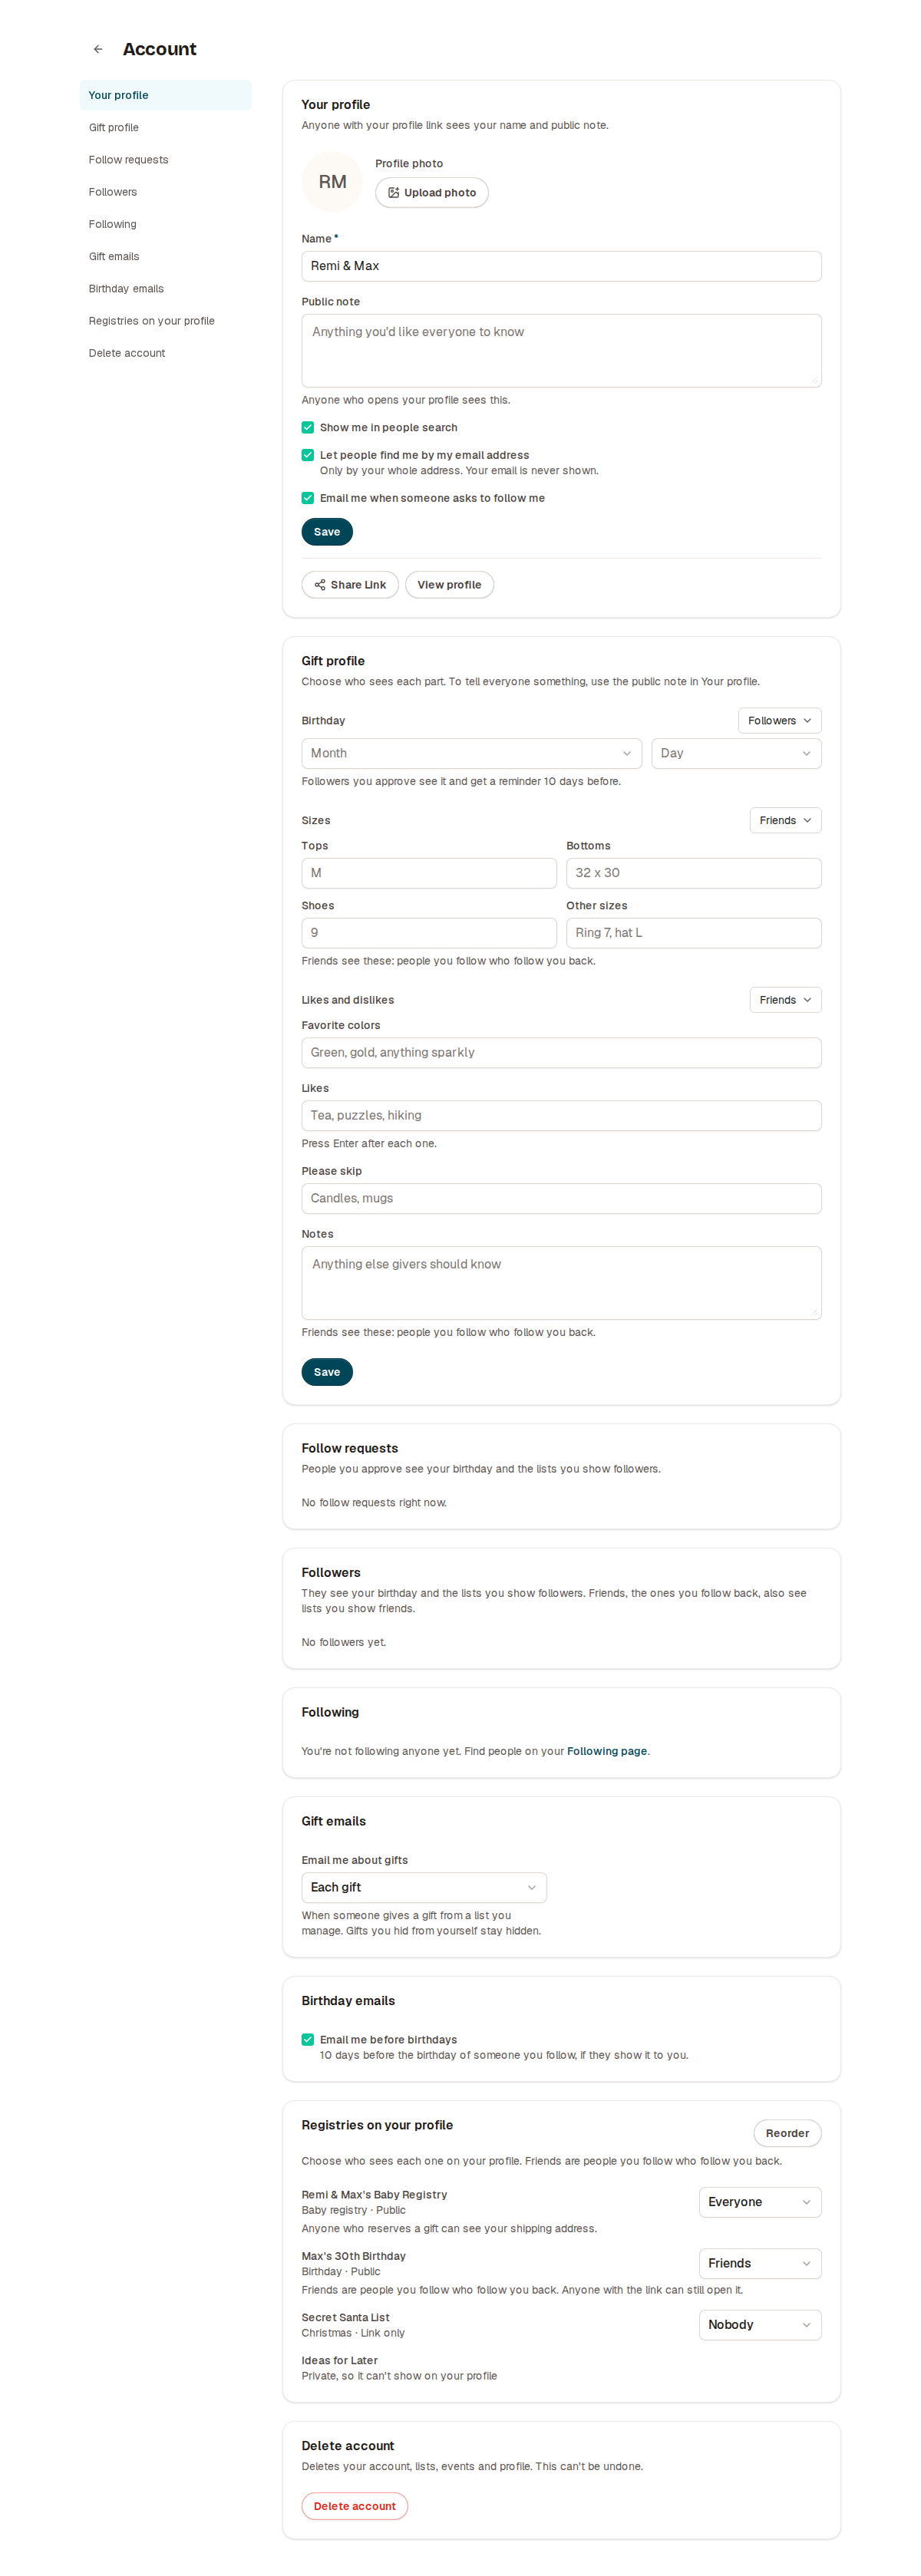 Account
Your profile
Gift profile
Follow requests
Followers
Following
Gift emails
Birthday emails
Registries on your profile
Delete account
Your profile
Anyone with your profile link sees your name and public note.
RM
Profile photo
Upload photo
Name *
Remi & Max
Public note
Anything you'd like everyone to know
Anyone who opens your profile sees this.
Show me in people search
Let people find me by my email address
Only by your whole address. Your email is never shown.
Email me when someone asks to follow me
Save
Share Link
View profile
Gift profile
Choose who sees each part. To tell everyone something, use the public note in Your profile.
Birthday
Followers
Month
Day
Followers you approve see it and get a reminder 10 days before.
Sizes
Friends
Tops
Bottoms
M
32 x 30
Shoes
Other sizes
9
Ring 7, hat L
Friends see these: people you follow who follow you back.
Likes and dislikes
Friends
Favorite colors
Green, gold, anything sparkly
Likes
Tea, puzzles, hiking
Press Enter after each one.
Please skip
Candles, mugs
Notes
Anything else givers should know
Friends see these: people you follow who follow you back.
Save
Follow requests
People you approve see your birthday and the lists you show followers.
No follow requests right now.
Followers
They see your birthday and the lists you show followers. Friends, the ones you follow back, also see
lists you show friends.
No followers yet.
Following
You're not following anyone yet. Find people on your Following page.
Gift emails
Email me about gifts
Each gift
When someone gives a gift from a list you
manage. Gifts you hid from yourself stay hidden.
Birthday emails
Email me before birthdays
10 days before the birthday of someone you follow, if they show it to you.
Registries on your profile
Reorder
Choose who sees each one on your profile. Friends are people you follow who follow you back.
Remi & Max's Baby Registry
Baby registry · Public
Everyone
Anyone who reserves a gift can see your shipping address.
Max's 30th Birthday
Birthday · Public
Friends
Friends are people you follow who follow you back. Anyone with the link can still open it.
Secret Santa List
Christmas · Link only
Nobody
Ideas for Later
Private, so it can't show on your profile
Delete account
Deletes your account, lists, events and profile. This can't be undone.
Delete account